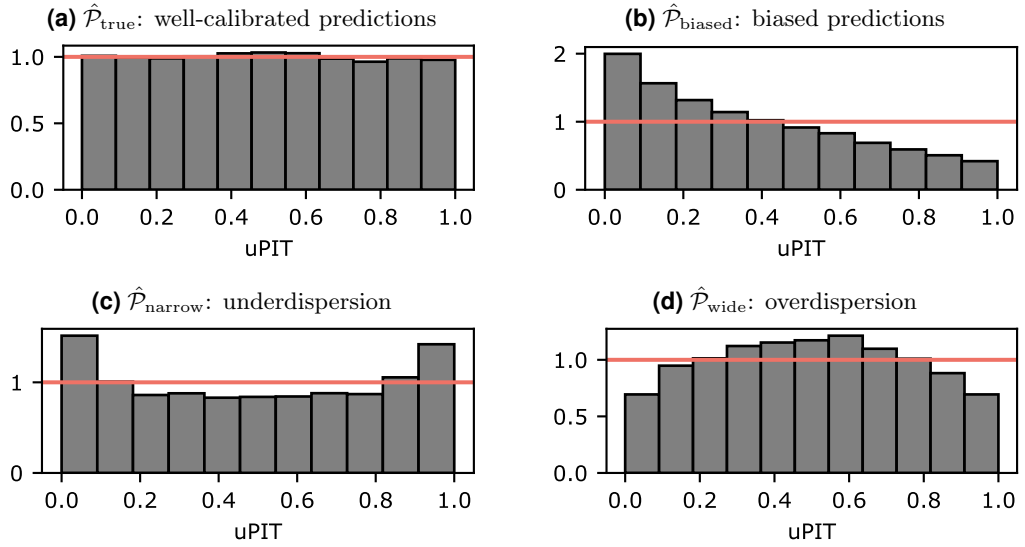 (a) P̂_true: well-calibrated predictions
1.0
0.5
0.0
0.0 0.2 0.4 0.6 0.8 1.0
uPIT
(b) P̂_biased: biased predictions
2
1
0
0.0 0.2 0.4 0.6 0.8 1.0
uPIT
(c) P̂_narrow: underdispersion
1
0
0.0 0.2 0.4 0.6 0.8 1.0
uPIT
(d) P̂_wide: overdispersion
1.0
0.5
0.0
0.0 0.2 0.4 0.6 0.8 1.0
uPIT